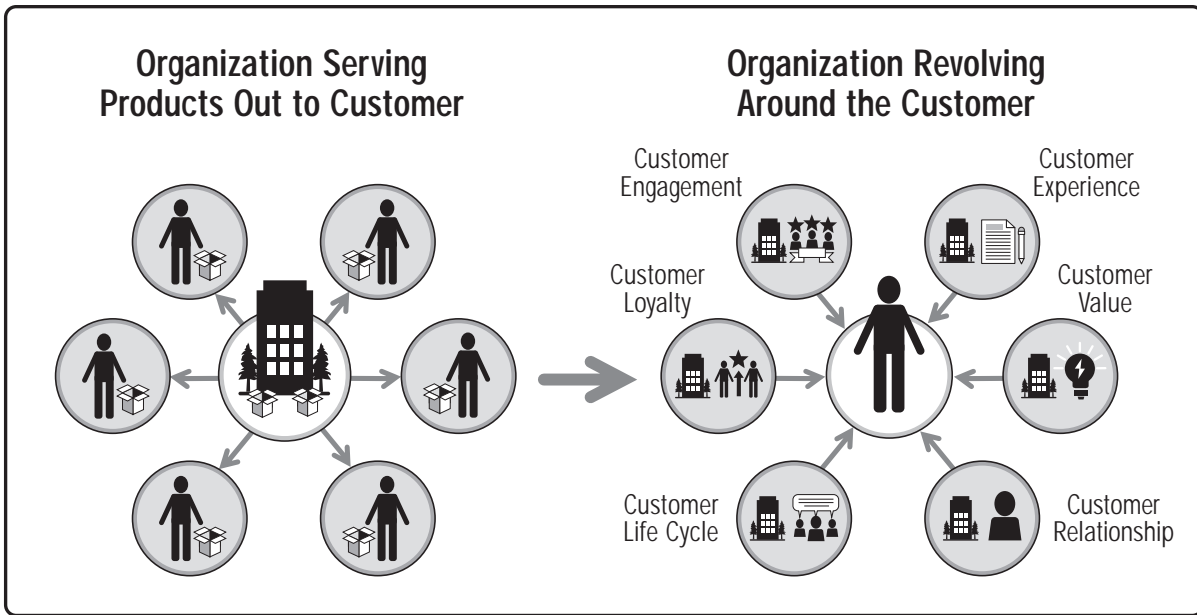 Organization Serving
Products Out to Customer
Organization Revolving
Around the Customer
Customer
Engagement
Customer
Experience
Customer
Loyalty
Customer
Value
Customer
Life Cycle
Customer
Relationship